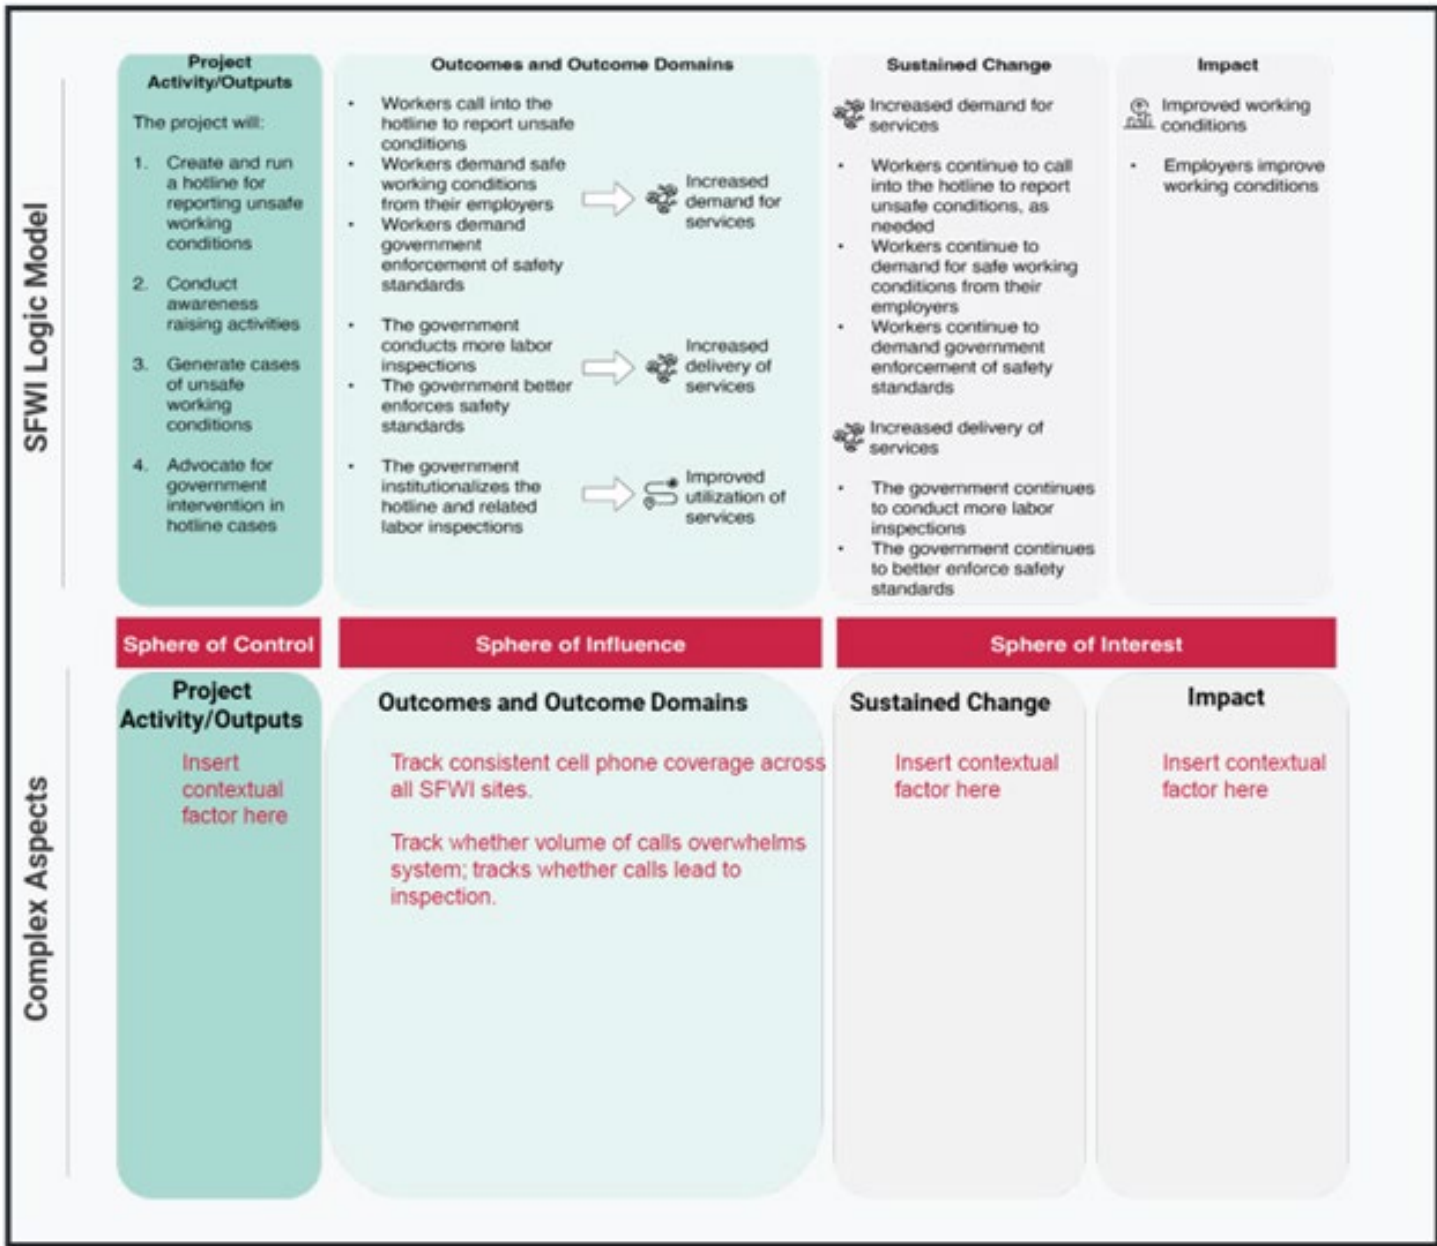 SFWI Logic Model
Project
Activity/Outputs
The project will:
1. Create and run
a hotline for
reporting unsafe
working
conditions
2. Conduct
awareness
raising activities
3. Generate cases
of unsafe
working
conditions
4. Advocate for
government
intervention in
hotline cases
Outcomes and Outcome Domains
• Workers call into the
hotline to report unsafe
conditions
• Workers demand safe
working conditions
from their employers
• Workers demand
government
enforcement of safety
standards
Increased
demand for
services
• The government
conducts more labor
inspections
• The government better
enforces safety
standards
Increased
delivery of
services
• The government
institutionalizes the
hotline and related
labor inspections
Improved
utilization of
services
Sustained Change
Increased demand for
services
• Workers continue to call
into the hotline to report
unsafe conditions, as
needed
• Workers continue to
demand for safe working
conditions from their
employers
• Workers continue to
demand government
enforcement of safety
standards
Increased delivery of
services
• The government continues
to conduct more labor
inspections
• The government continues
to better enforce safety
standards
Impact
Improved working
conditions
• Employers improve
working conditions
Sphere of Control
Sphere of Influence
Sphere of Interest
Complex Aspects
Project
Activity/Outputs
Insert
contextual
factor here
Outcomes and Outcome Domains
Track consistent cell phone coverage across
all SFWI sites.
Track whether volume of calls overwhelms
system; tracks whether calls lead to
inspection.
Sustained Change
Insert contextual
factor here
Impact
Insert contextual
factor here